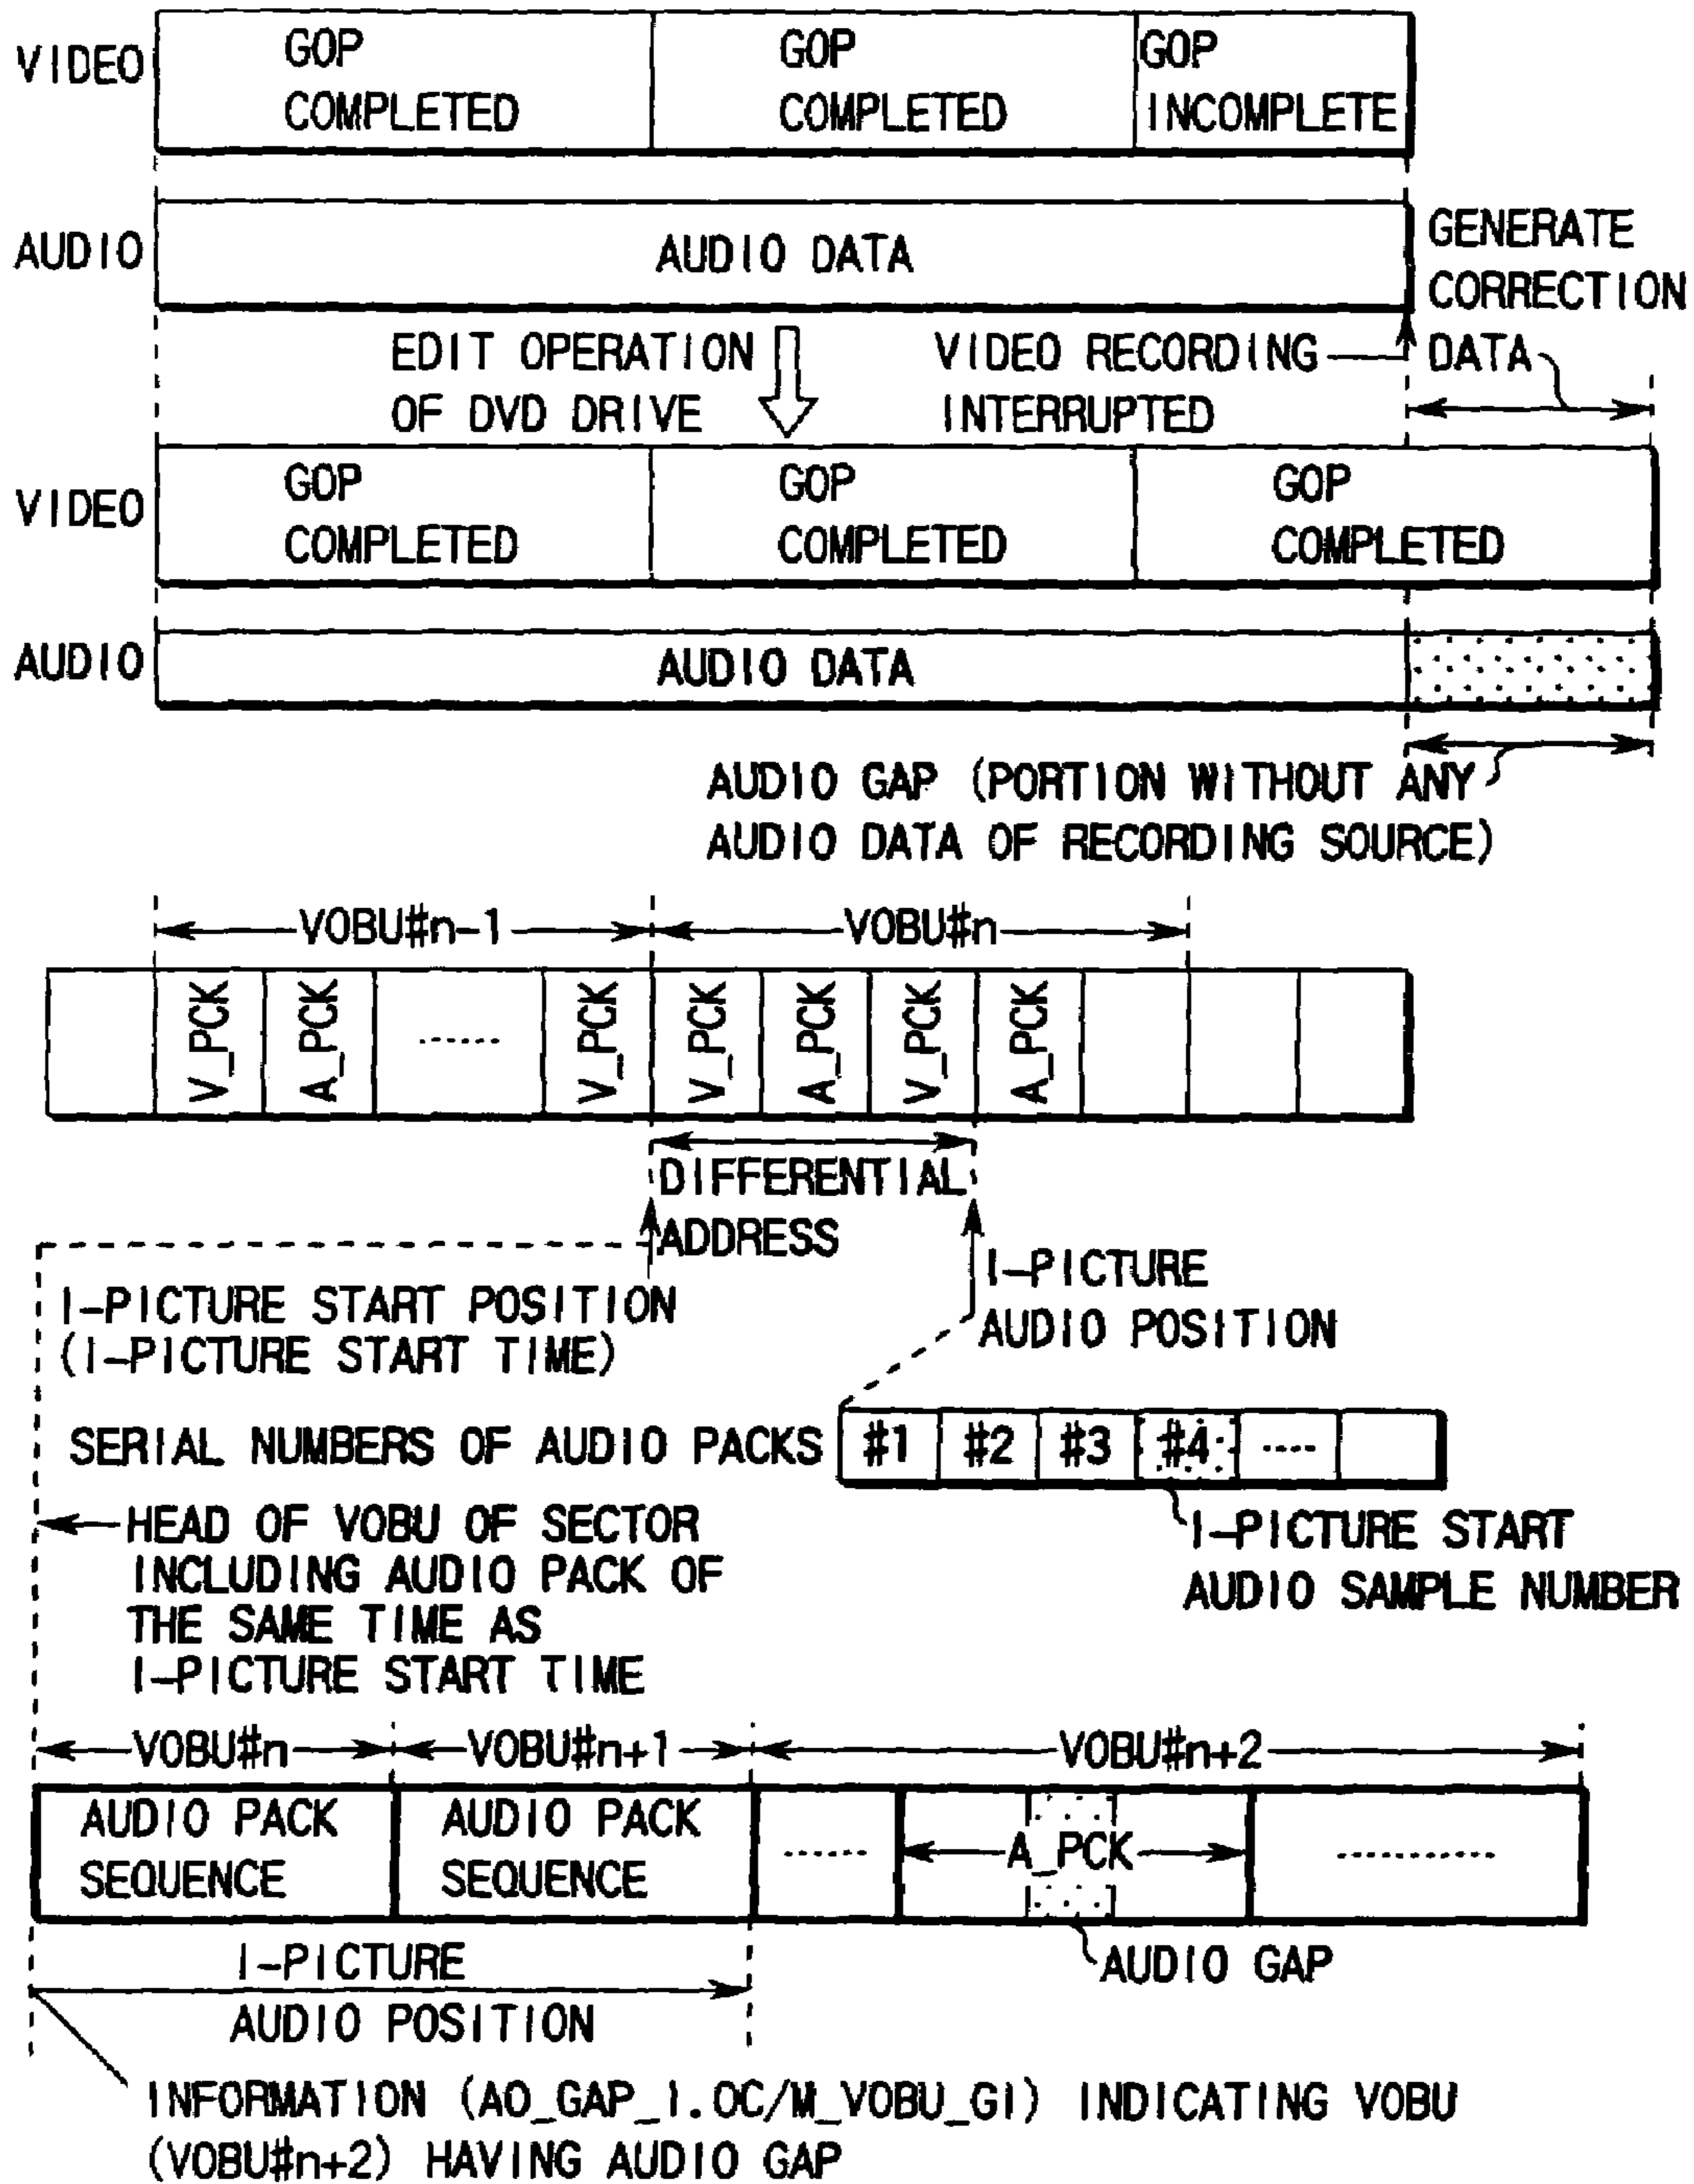 VIDEO
GOP
COMPLETED
GOP
COMPLETED
GOP
INCOMPLETE
AUDIO
AUDIO DATA
GENERATE
CORRECTION
DATA
EDIT OPERATION
OF DVD DRIVE
VIDEO RECORDING
INTERRUPTED
VIDEO
GOP
COMPLETED
GOP
COMPLETED
GOP
COMPLETED
AUDIO
AUDIO DATA
AUDIO GAP (PORTION WITHOUT ANY
AUDIO DATA OF RECORDING SOURCE)
VOBU#n-1
VOBU#n
V_PCK
A_PCK
V_PCK
V_PCK
A_PCK
V_PCK
A_PCK
DIFFERENTIAL
ADDRESS
I-PICTURE START POSITION
(I-PICTURE START TIME)
I-PICTURE
AUDIO POSITION
SERIAL NUMBERS OF AUDIO PACKS
#1
#2
#3
#4
I-PICTURE START
AUDIO SAMPLE NUMBER
HEAD OF VOBU OF SECTOR
INCLUDING AUDIO PACK OF
THE SAME TIME AS
I-PICTURE START TIME
VOBU#n
VOBU#n+1
VOBU#n+2
AUDIO PACK
SEQUENCE
AUDIO PACK
SEQUENCE
A_PCK
AUDIO GAP
I-PICTURE
AUDIO POSITION
INFORMATION (AO_GAP_I.OC/M_VOBU_GI) INDICATING VOBU
(VOBU#n+2) HAVING AUDIO GAP